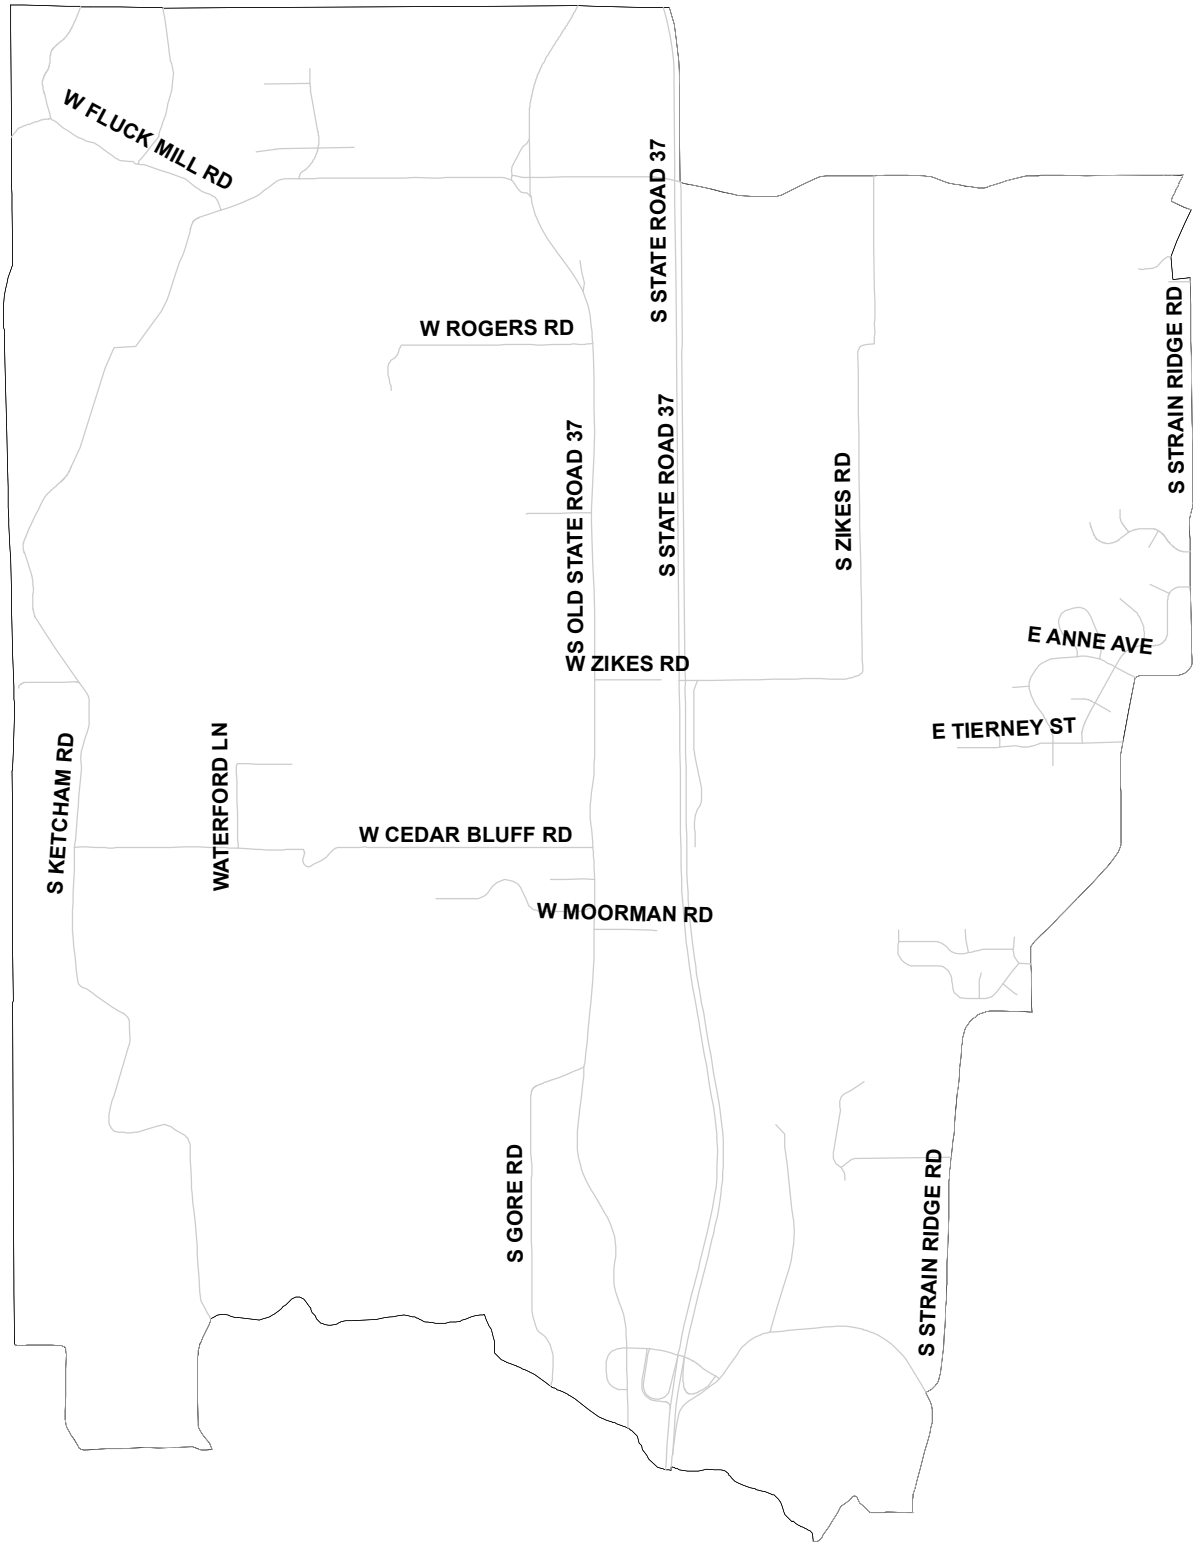 W FLUCK MILL RD
S STATE ROAD 37
W ROGERS RD
S STRAIN RIDGE RD
S STATE ROAD 37
S OLD STATE ROAD 37
S ZIKES RD
E ANNE AVE
W ZIKES RD
E TIERNEY ST
S KETCHAM RD
WATERFORD LN
W CEDAR BLUFF RD
W MOORMAN RD
S GORE RD
S STRAIN RIDGE RD